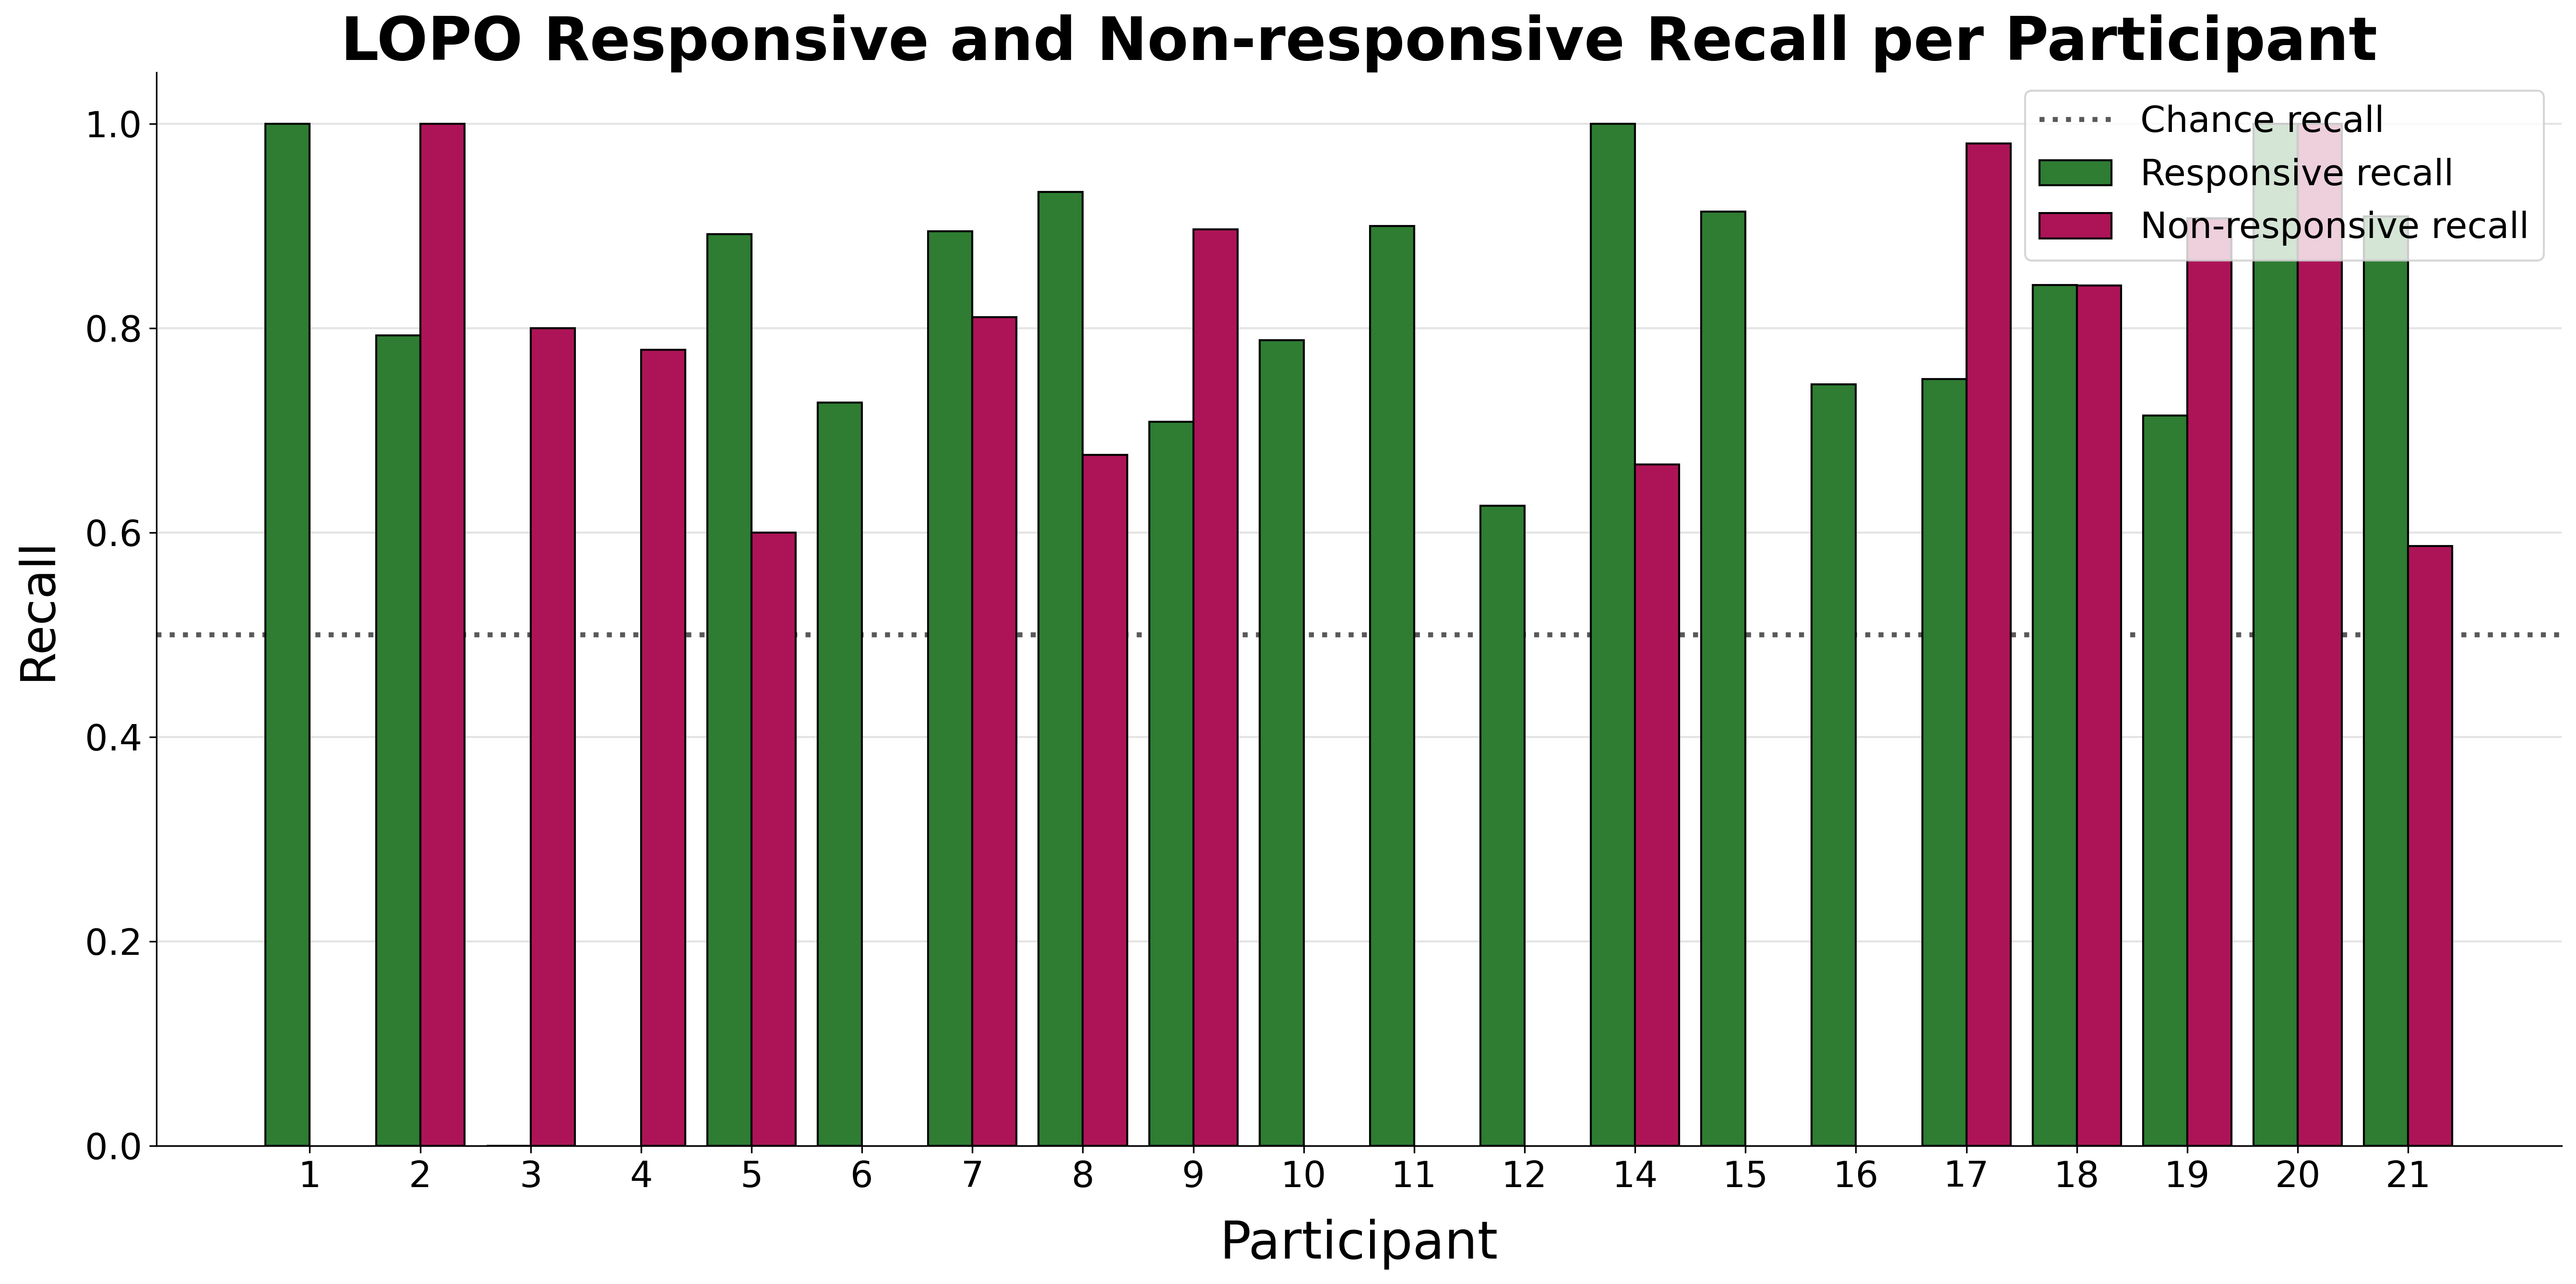 LOPO Responsive and Non-responsive Recall per Participant
Chance recall
Responsive recall
Non-responsive recall
Recall
1.0
0.8
0.6
0.4
0.2
0.0
1 2 3 4 5 6 7 8 9 10 11 12 14 15 16 17 18 19 20 21
Participant